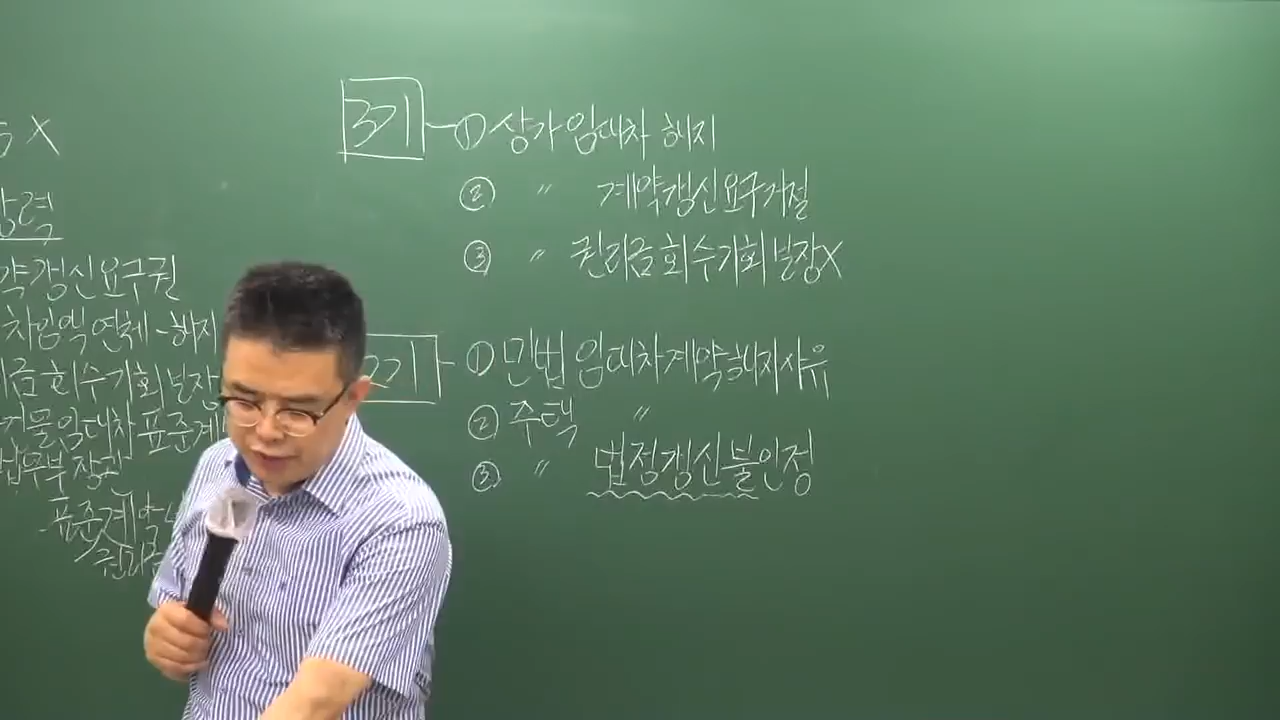 X
약갱신요구권
차임액 연체 - 해지
금회수기회 보장
물임대차 표준계
법무부장관
- 표준계약
권리금
3기 - ① 상가임대차 해지
② 〃 계약갱신요구거절
③ 〃 권리금회수기회보장X
2기 - ① 민법 임대차계약해지사유
② 주택 〃
③ 〃 법정갱신불인정